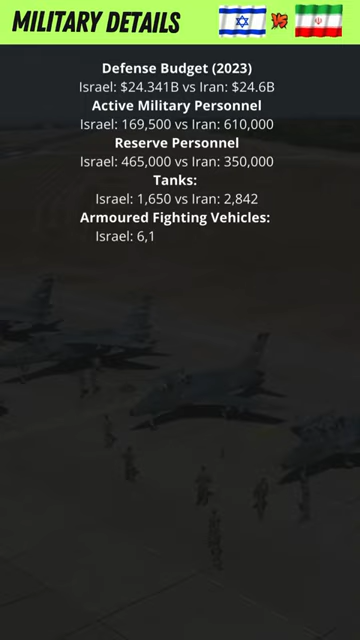 MILITARY DETAILS
VS
Defense Budget (2023)
Israel: $24.341B vs Iran: $24.6B
Active Military Personnel
Israel: 169,500 vs Iran: 610,000
Reserve Personnel
Israel: 465,000 vs Iran: 350,000
Tanks:
Israel: 1,650 vs Iran: 2,842
Armoured Fighting Vehicles:
Israel: 6,1